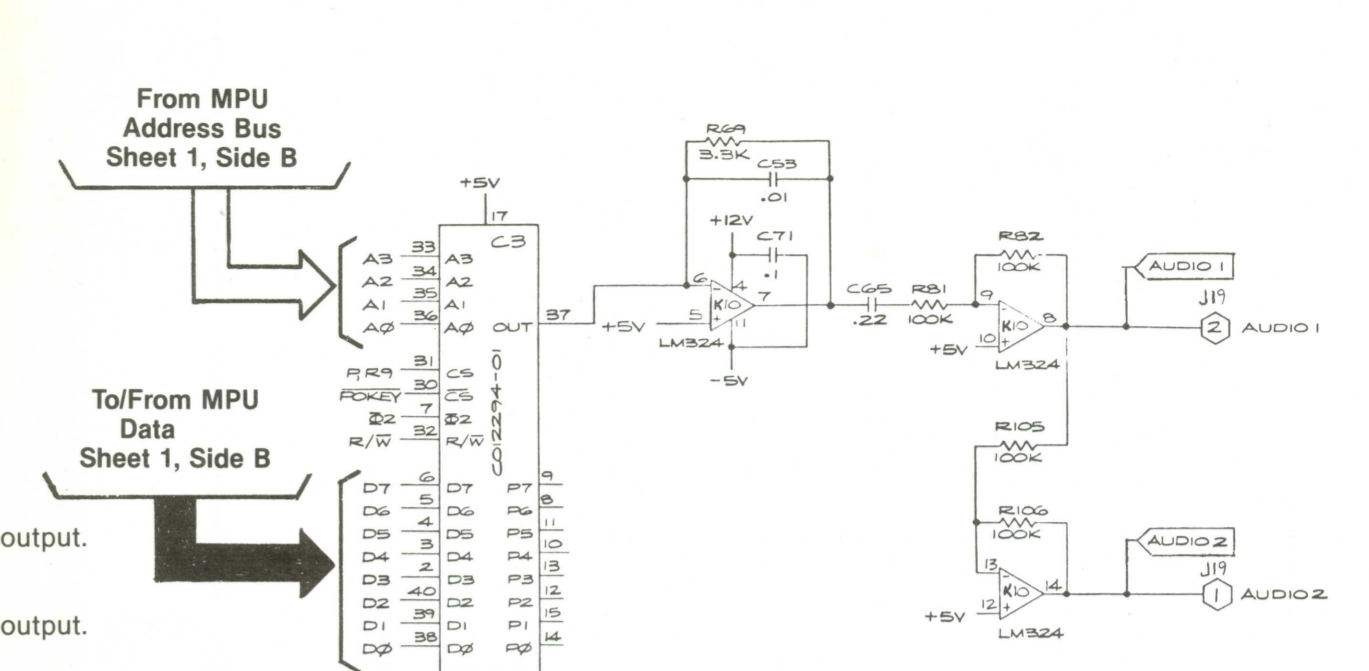 From MPU
Address Bus
Sheet 1, Side B
To/From MPU
Data
Sheet 1, Side B
output.
output.
+5V
17
C3
A3 33 A3
A2 34 A2
A1 35 A1
AØ 36 AØ
OUT 37
P, R9 31 CS
POKEY 30 CS
Φ2 7 Φ2
R/W 32 R/W
CO12294-01
D7 6 D7 P7 9
D6 5 D6 P6 8
D5 4 D5 P5 11
D4 3 D4 P4 10
D3 2 D3 P3 13
D2 40 D2 P2 12
D1 39 D1 P1 15
DØ 38 DØ PØ 14
R69
3.3K
C53
.01
+12V
C71
.1
6 - 4
K10 7
+5V 5 + 11
LM324
-5V
C65
.22
R81
100K
R82
100K
9 -
K10 8
+5V 10 +
LM324
AUDIO 1
J19
2 AUDIO 1
R105
100K
R106
100K
13 -
K10 14
+5V 12 +
LM324
AUDIO 2
J19
1 AUDIO 2